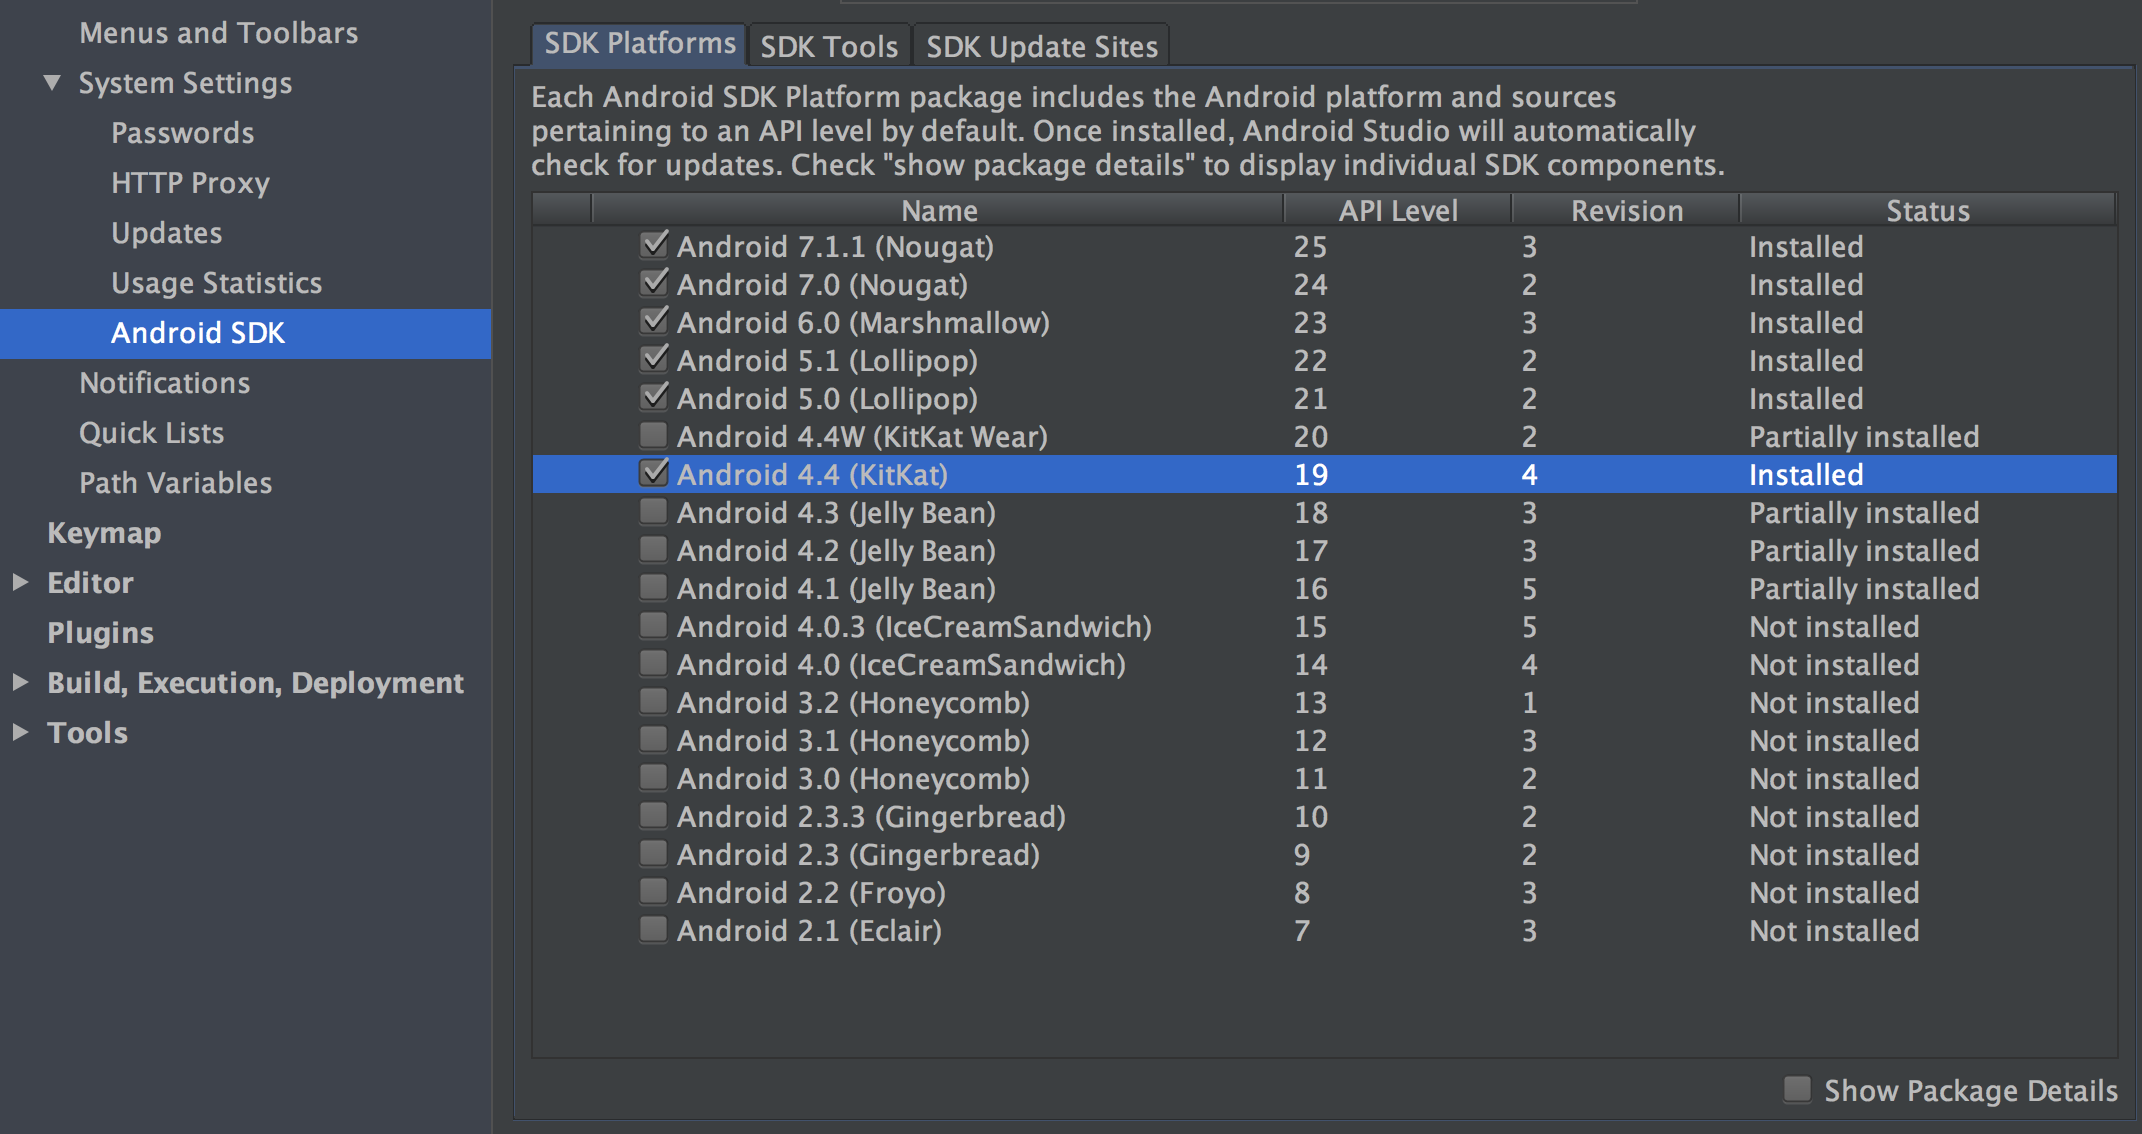 Menus and Toolbars
System Settings
Passwords
HTTP Proxy
Updates
Usage Statistics
Android SDK
Notifications
Quick Lists
Path Variables
Keymap
Editor
Plugins
Build, Execution, Deployment
Tools
SDK Platforms SDK Tools SDK Update Sites
Each Android SDK Platform package includes the Android platform and sources
pertaining to an API level by default. Once installed, Android Studio will automatically
check for updates. Check "show package details" to display individual SDK components.
Name API Level Revision Status
Android 7.1.1 (Nougat) 25 3 Installed
Android 7.0 (Nougat) 24 2 Installed
Android 6.0 (Marshmallow) 23 3 Installed
Android 5.1 (Lollipop) 22 2 Installed
Android 5.0 (Lollipop) 21 2 Installed
Android 4.4W (KitKat Wear) 20 2 Partially installed
Android 4.4 (KitKat) 19 4 Installed
Android 4.3 (Jelly Bean) 18 3 Partially installed
Android 4.2 (Jelly Bean) 17 3 Partially installed
Android 4.1 (Jelly Bean) 16 5 Partially installed
Android 4.0.3 (IceCreamSandwich) 15 5 Not installed
Android 4.0 (IceCreamSandwich) 14 4 Not installed
Android 3.2 (Honeycomb) 13 1 Not installed
Android 3.1 (Honeycomb) 12 3 Not installed
Android 3.0 (Honeycomb) 11 2 Not installed
Android 2.3.3 (Gingerbread) 10 2 Not installed
Android 2.3 (Gingerbread) 9 2 Not installed
Android 2.2 (Froyo) 8 3 Not installed
Android 2.1 (Eclair) 7 3 Not installed
Show Package Details